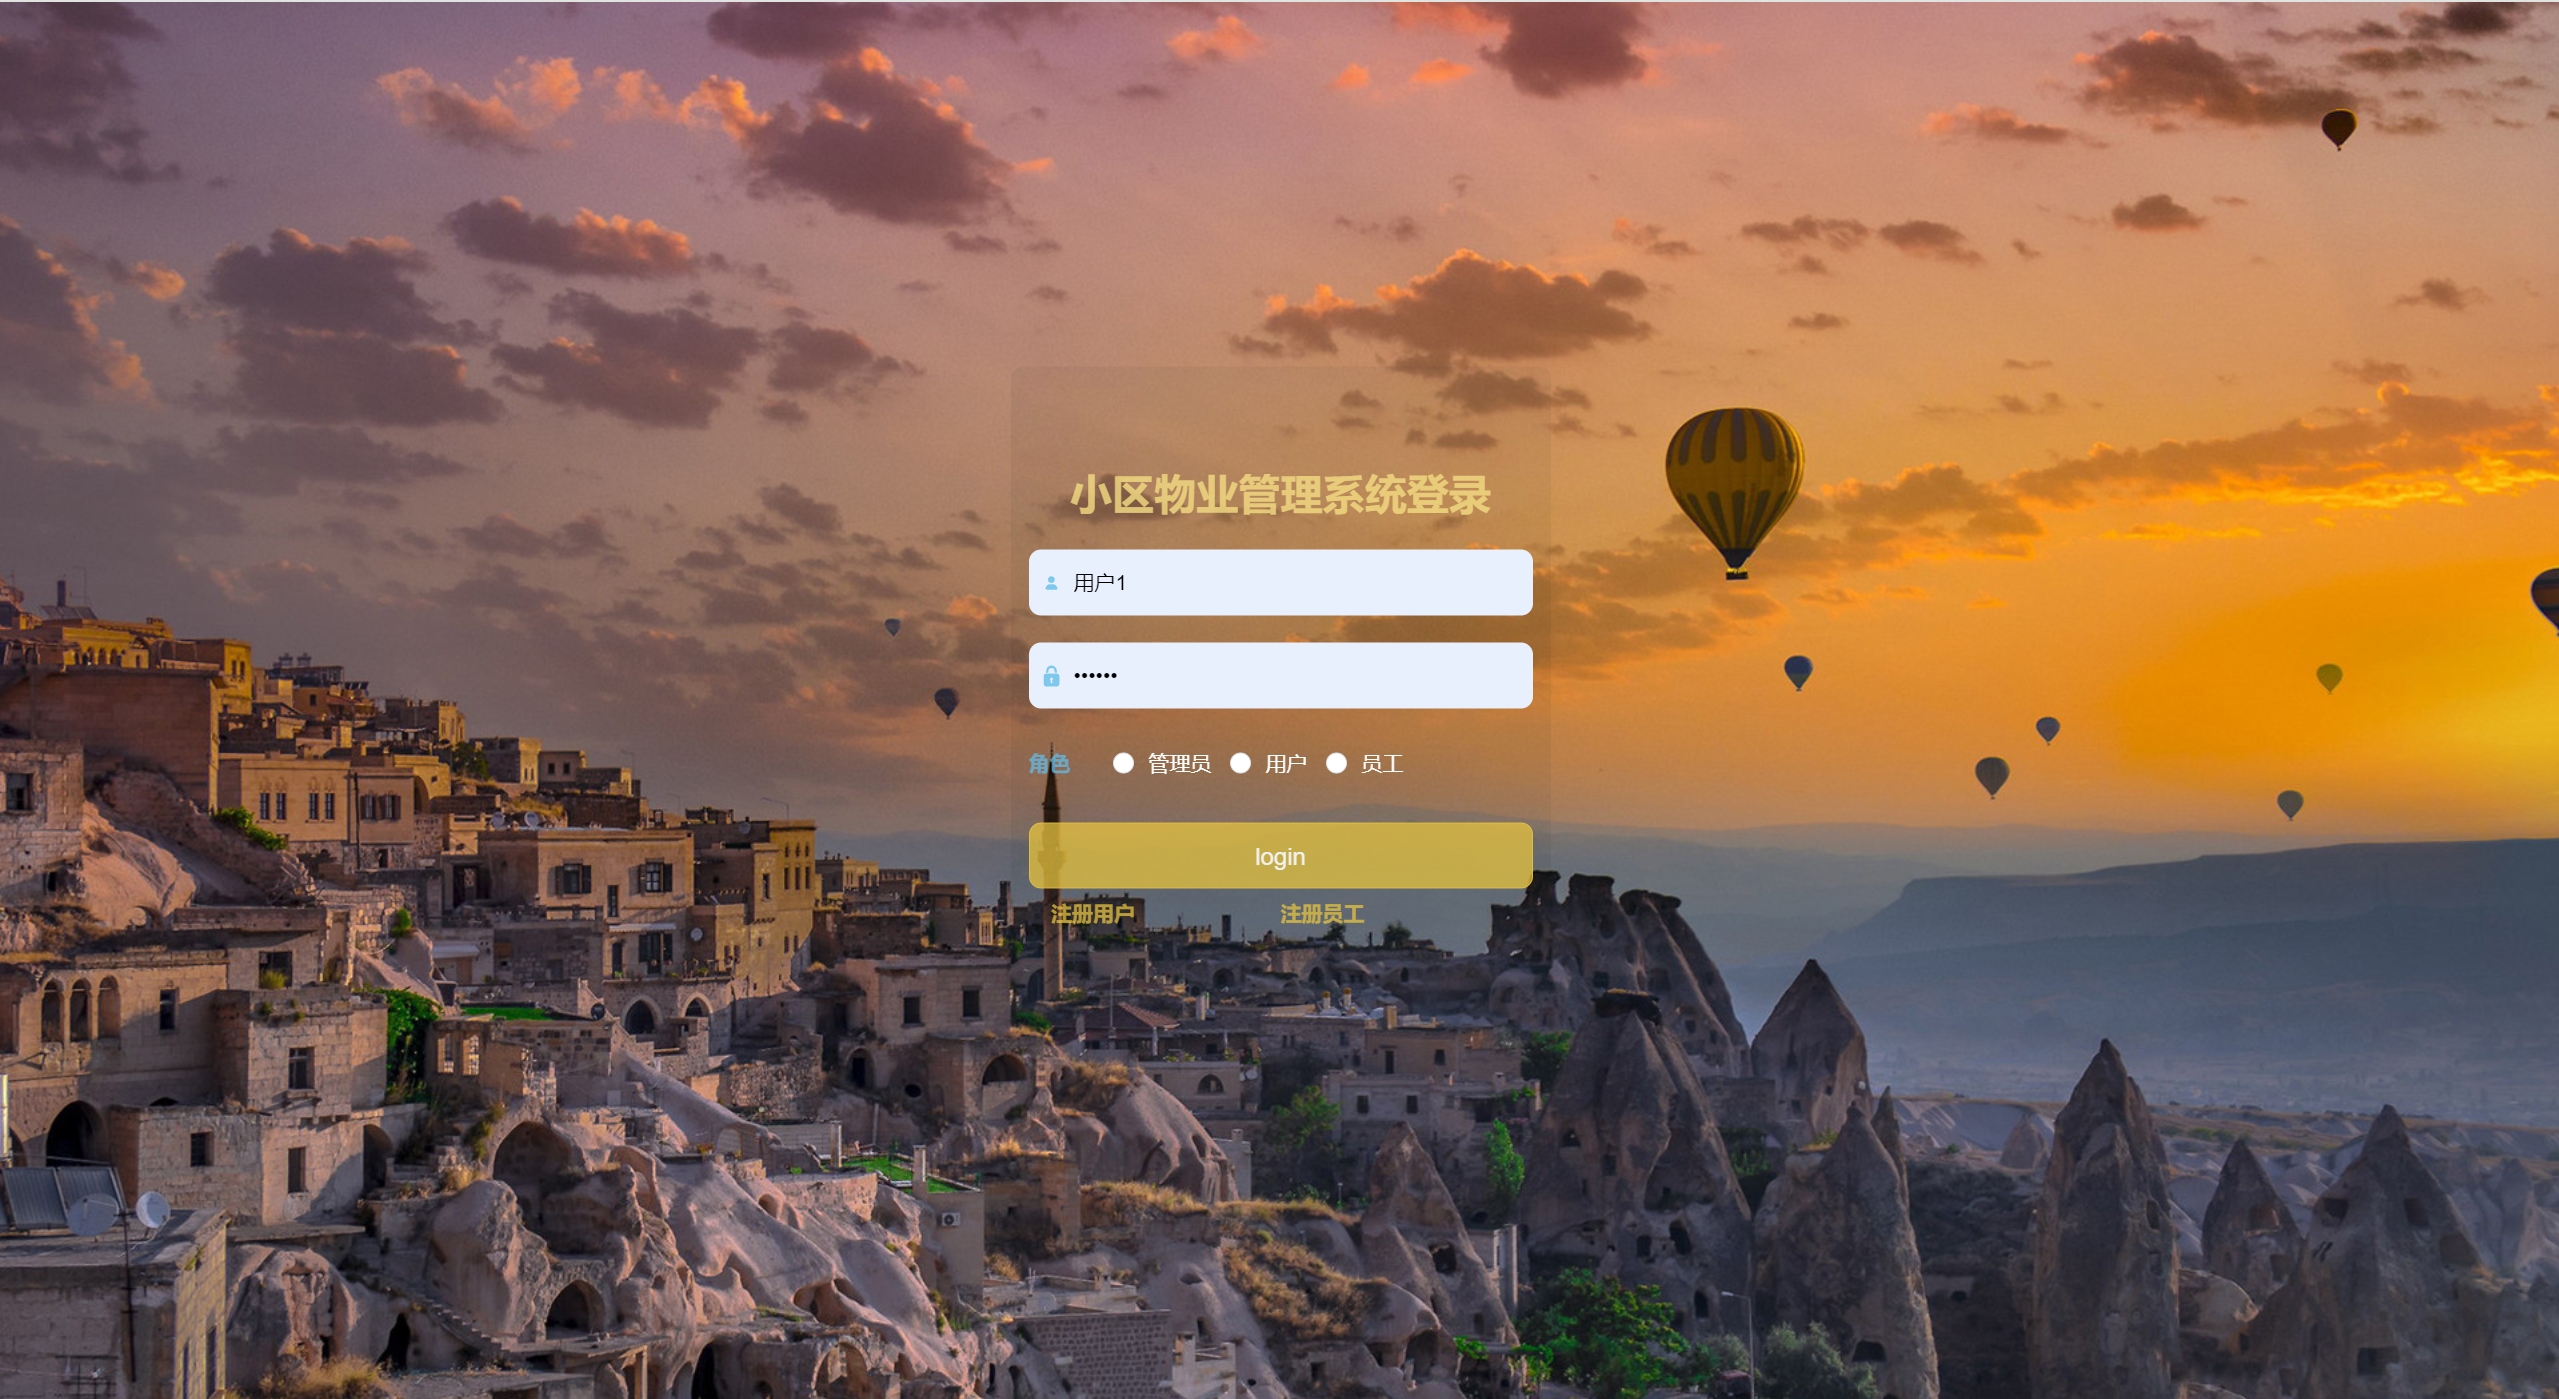 小区物业管理系统登录
用户1
••••••
角色 管理员 用户 员工
login
注册用户 注册员工